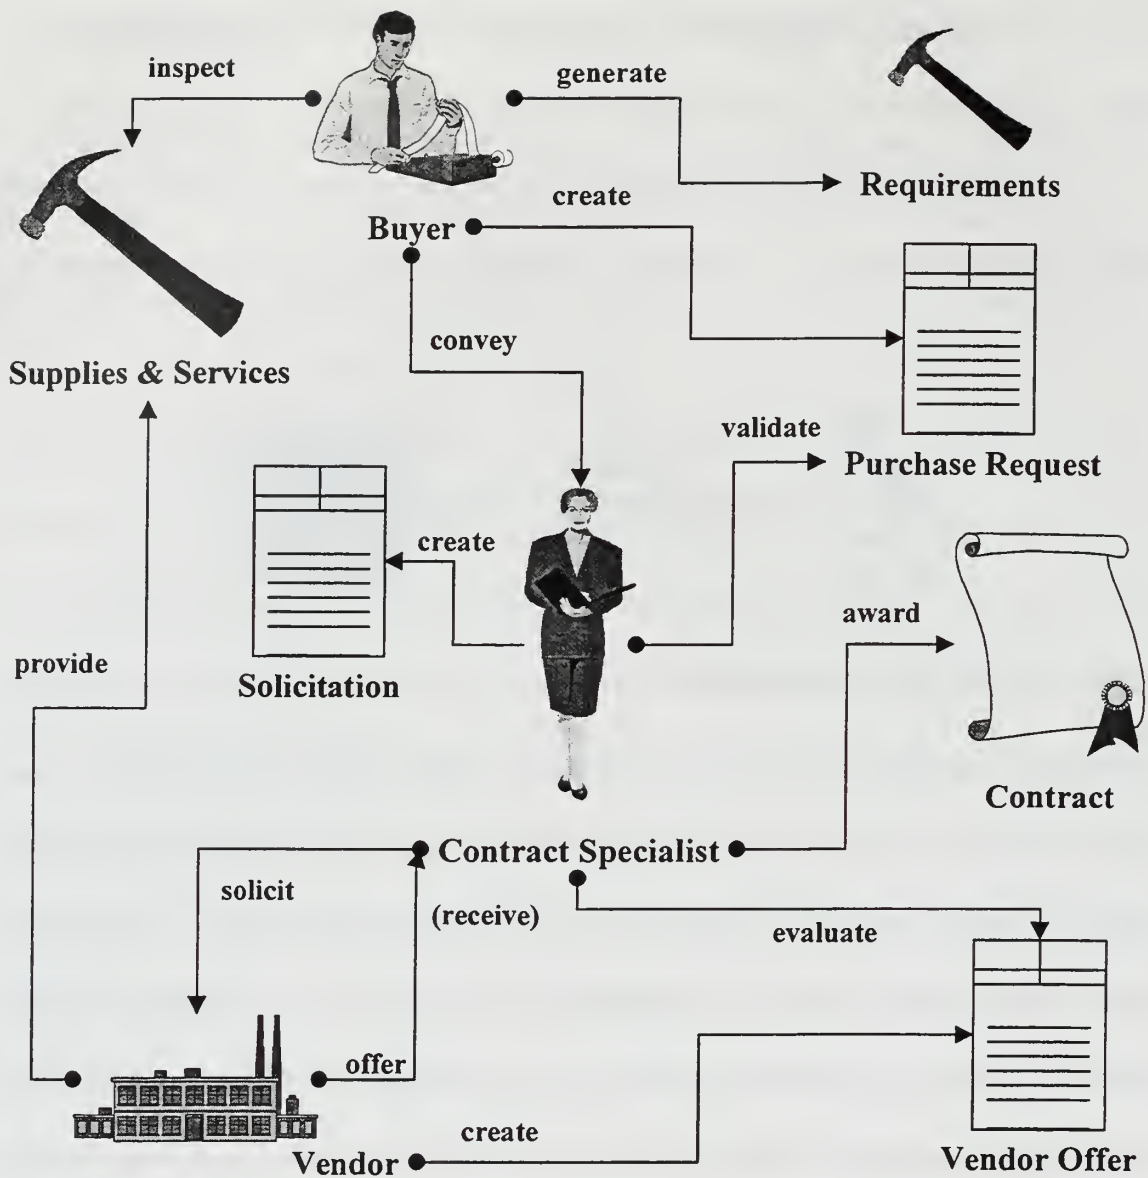 inspect
generate
Requirements
create
Buyer
convey
Supplies & Services
validate
Purchase Request
create
award
provide
Solicitation
Contract
Contract Specialist
solicit
(receive)
evaluate
offer
create
Vendor
Vendor Offer